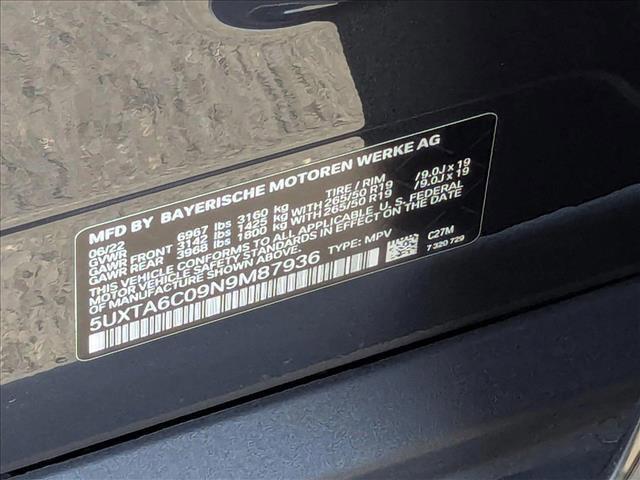 MFD BY BAYERISCHE MOTOREN WERKE AG
06/22 TIRE / RIM
GVWR 6967 lbs 3160 kg
GAWR FRONT 3142 lbs 1425 kg WITH 265/50 R19 /9.0J x 19
GAWR REAR 3968 lbs 1800 kg WITH 265/50 R19 /9.0J x 19
THIS VEHICLE CONFORMS TO ALL APPLICABLE U. S. FEDERAL
MOTOR VEHICLE SAFETY STANDARDS IN EFFECT ON THE DATE
OF MANUFACTURE SHOWN ABOVE.
5UXTA6C09N9M87936 TYPE: MPV
C27M
7 320 729